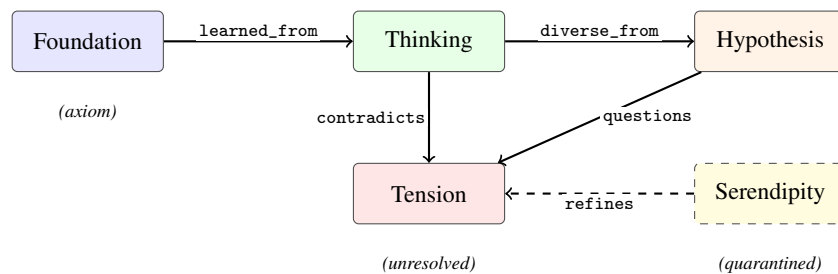 Foundation
learned_from
Thinking
diverse_from
Hypothesis
(axiom)
contradicts
questions
Tension
refines
Serendipity
(unresolved)
(quarantined)